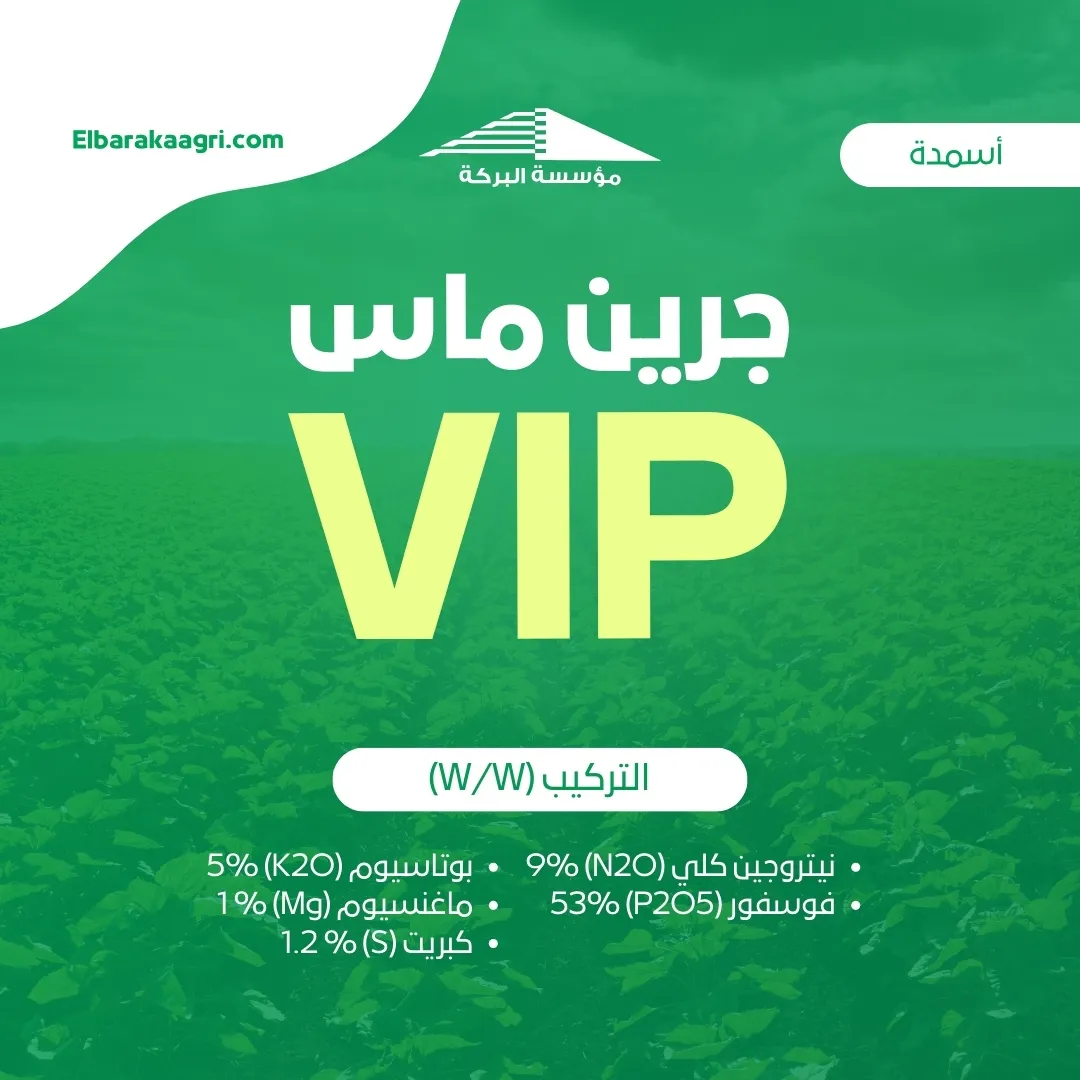 Elbarakaagri.com
مؤسسة البركة
أسمدة
جرين ماس
VIP
التركيب (W/W)
• نيتروجين كلي (N2O) 9%
• فوسفور (P2O5) 53%
• بوتاسيوم (K2O) 5%
• ماغنسيوم (Mg) 1%
• كبريت (S) % 1.2